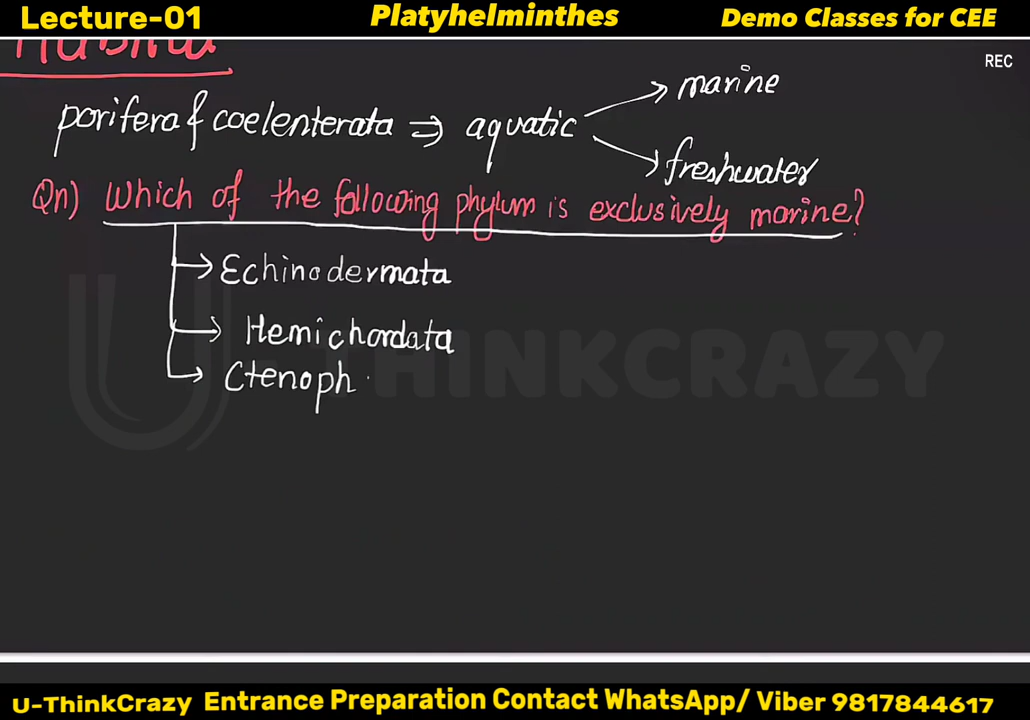 Lecture-01 Platyhelminthes Demo Classes for CEE
Habitat
REC
porifera & coelenterata ⇒ aquatic → marine
→ freshwater
Qn) Which of the following phylum is exclusively marine?
→ Echinodermata
→ Hemichordata
→ Ctenoph
U-THINKCRAZY
U-ThinkCrazy Entrance Preparation Contact WhatsApp/ Viber 9817844617